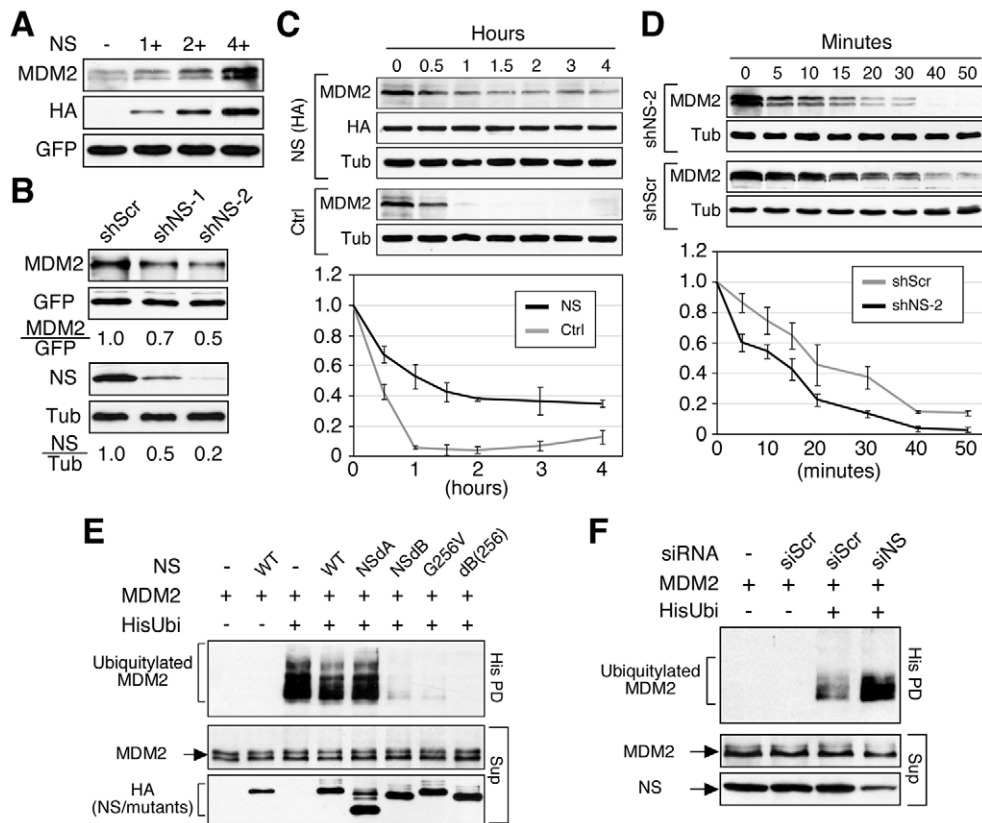 A
NS - 1+ 2+ 4+
MDM2
HA
GFP
B
shScr shNS-1 shNS-2
MDM2
GFP
MDM2
GFP 1.0 0.7 0.5
NS
Tub
NS
Tub 1.0 0.5 0.2
C
Hours
0 0.5 1 1.5 2 3 4
NS (HA)
MDM2
HA
Tub
Ctrl
MDM2
Tub
1.2
1.0
0.8
0.6
0.4
0.2
0
NS
Ctrl
0 1 2 3 4
(hours)
D
Minutes
0 5 10 15 20 30 40 50
shNS-2
MDM2
Tub
shScr
MDM2
Tub
1.2
1.0
0.8
0.6
0.4
0.2
0
shScr
shNS-2
0 10 20 30 40 50
(minutes)
E
NS - WT - WT NSdA NSdB G256V dB(256)
MDM2 + + + + + + + +
HisUbi - - + + + + + +
Ubiquitylated
MDM2
His PD
MDM2
HA
(NS/mutants)
Sup
F
siRNA - siScr siScr siNS
MDM2 + + + +
HisUbi - - + +
Ubiquitylated
MDM2
His PD
MDM2
NS
Sup